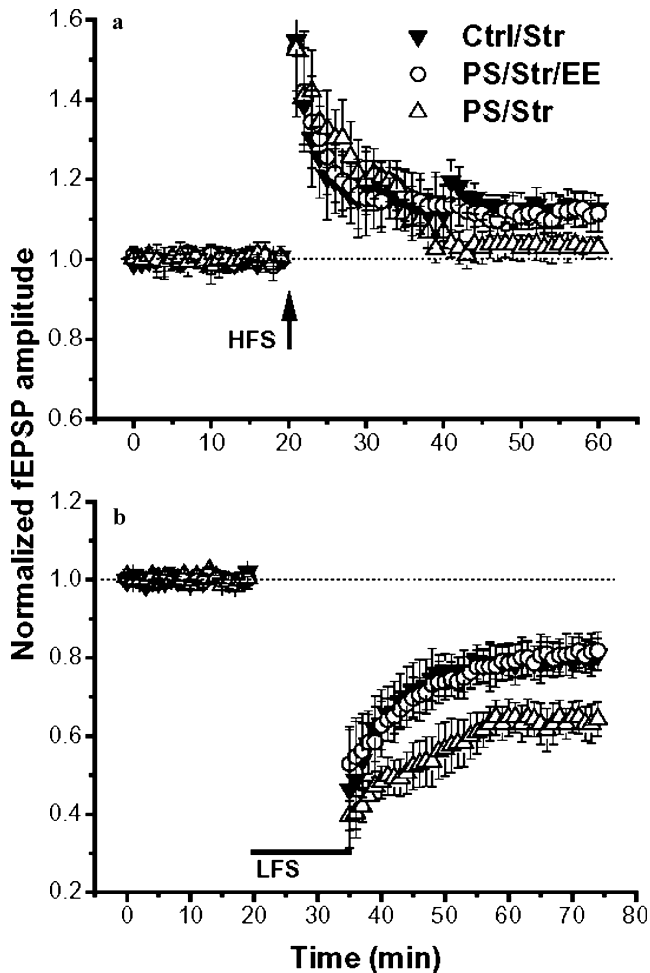 a
Ctrl/Str
PS/Str/EE
PS/Str
1.6
1.4
1.2
1.0
0.8
0.6
HFS
0 10 20 30 40 50 60
Normalized fEPSP amplitude
b
1.2
1.0
0.8
0.6
0.4
0.2
LFS
0 10 20 30 40 50 60 70 80
Time (min)